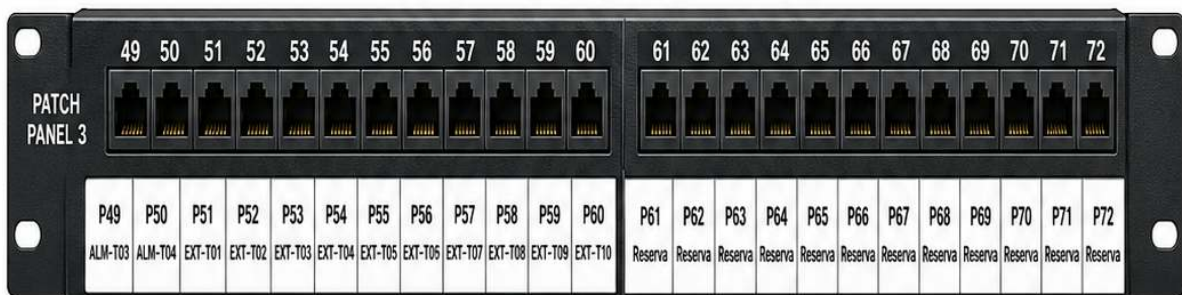 49 50 51 52 53 54 55 56 57 58 59 60 61 62 63 64 65 66 67 68 69 70 71 72
PATCH
PANEL 3
P49 P50 P51 P52 P53 P54 P55 P56 P57 P58 P59 P60 P61 P62 P63 P64 P65 P66 P67 P68 P69 P70 P71 P72
ALM-T03 ALM-T04 EXT-T01 EXT-T02 EXT-T03 EXT-T04 EXT-T05 EXT-T05 EXT-T07 EXT-T08 EXT-T09 EXT-T10 Reserva Reserva Reserva Reserva Reserva Reserva Reserva Reserva Reserva Reserva Reserva Reserva